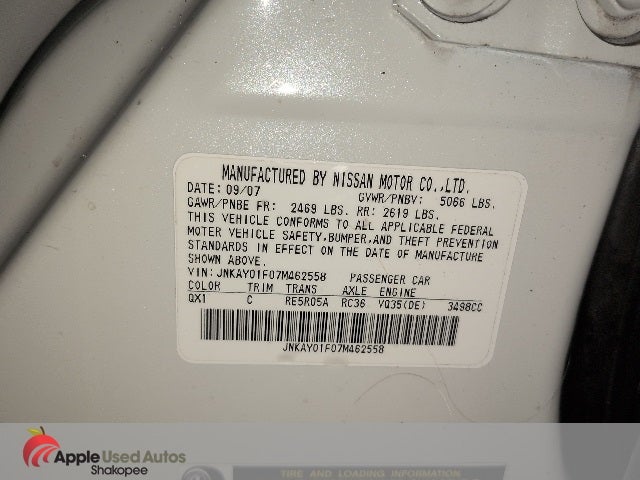 MANUFACTURED BY NISSAN MOTOR CO.,LTD.
DATE: 09/07 GVWR/PNBV: 5066 LBS.
GAWR/PNBE FR: 2469 LBS. RR: 2619 LBS.
THIS VEHICLE CONFORMS TO ALL APPLICABLE FEDERAL
MOTER VEHICLE SAFETY,BUMPER,AND THEFT PREVENTION
STANDARDS IN EFFECT ON THE DATE OF MANUFACTURE
SHOWN ABOVE.
VIN: JNKAY01F07M462558 PASSENGER CAR
COLOR TRIM TRANS AXLE ENGINE
QX1 C RE5R05A RC36 VQ35(DE) 3498CC
JNKAY01F07M462558
Apple Used Autos
Shakopee
TIRE AND LOADING INFORMATION